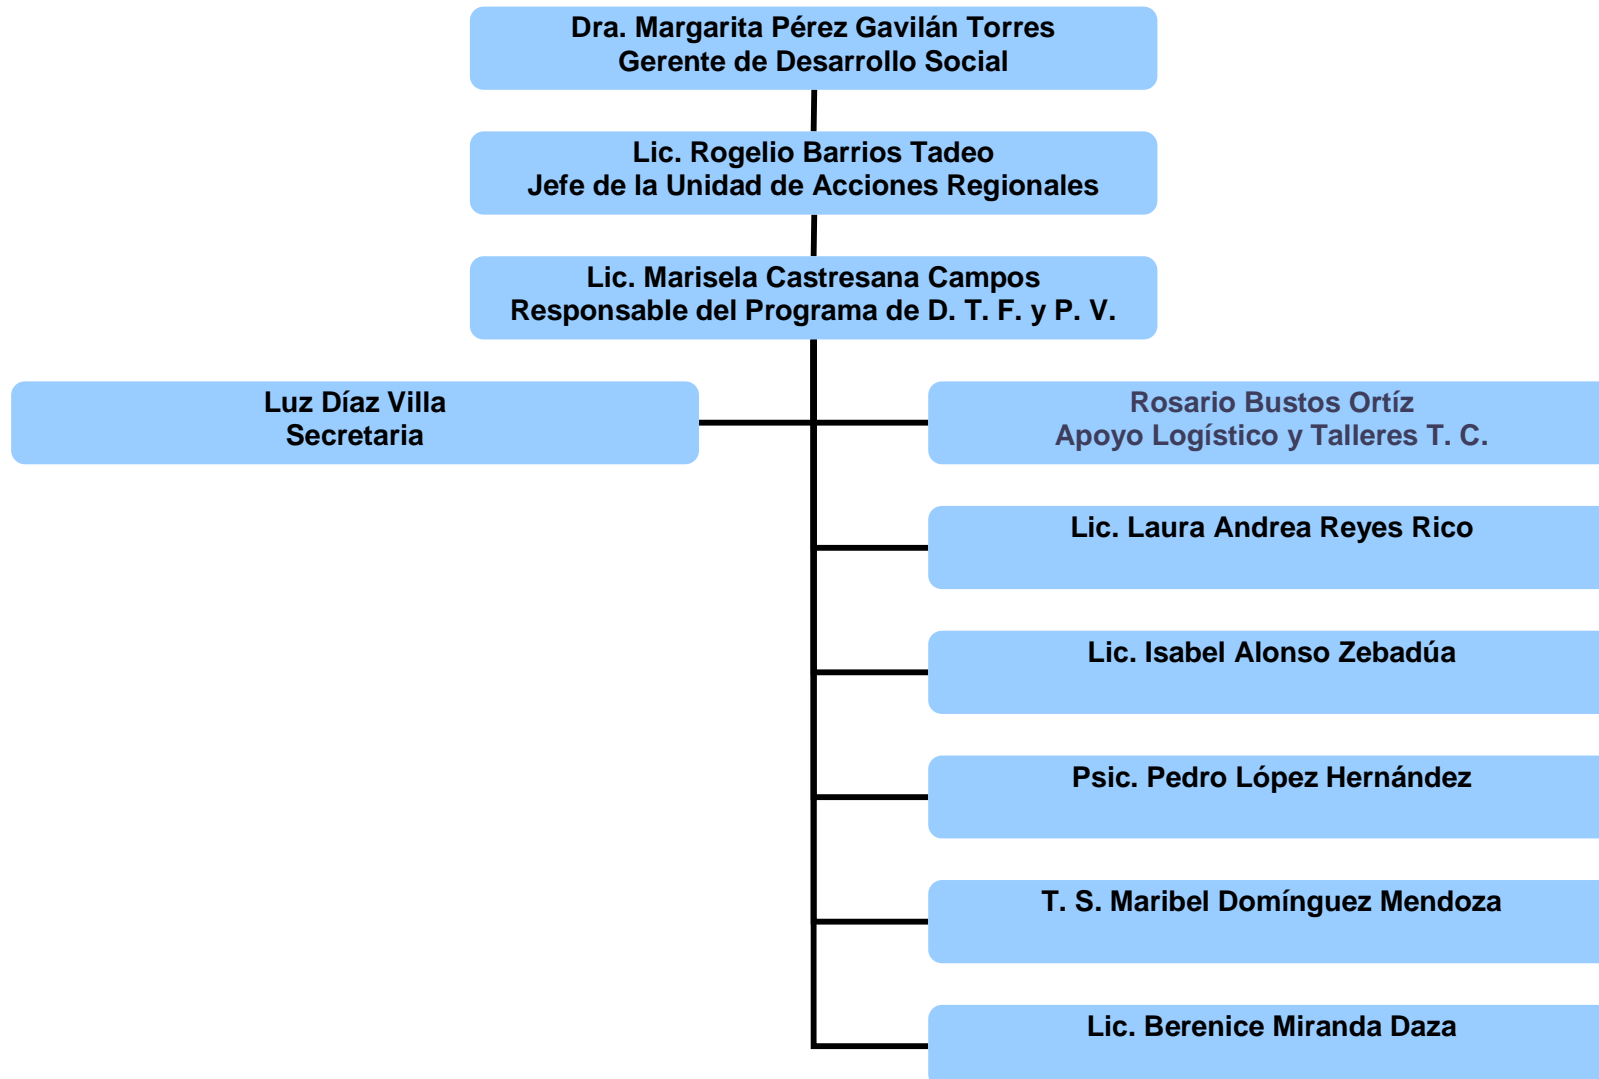 Dra. Margarita Pérez Gavilán Torres
Gerente de Desarrollo Social
Lic. Rogelio Barrios Tadeo
Jefe de la Unidad de Acciones Regionales
Lic. Marisela Castresana Campos
Responsable del Programa de D. T. F. y P. V.
Luz Díaz Villa
Secretaria
Rosario Bustos Ortíz
Apoyo Logístico y Talleres T. C.
Lic. Laura Andrea Reyes Rico
Lic. Isabel Alonso Zebadúa
Psic. Pedro López Hernández
T. S. Maribel Domínguez Mendoza
Lic. Berenice Miranda Daza